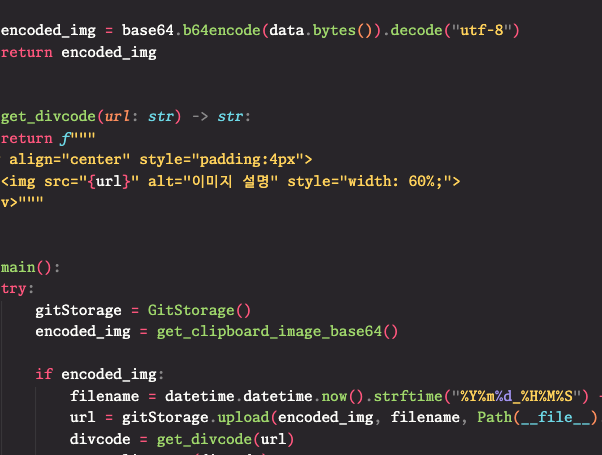 encoded_img = base64.b64encode(data.bytes()).decode("utf-8")
return encoded_img
get_divcode(url: str) -> str:
return f"""
align="center" style="padding:4px">
<img src="{url}" alt="이미지 설명" style="width: 60%;">
v>"""
main():
try:
gitStorage = GitStorage()
encoded_img = get_clipboard_image_base64()
if encoded_img:
filename = datetime.datetime.now().strftime("%Y%m%d_%H%M%S")
url = gitStorage.upload(encoded_img, filename, Path(__file__)
divcode = get_divcode(url)